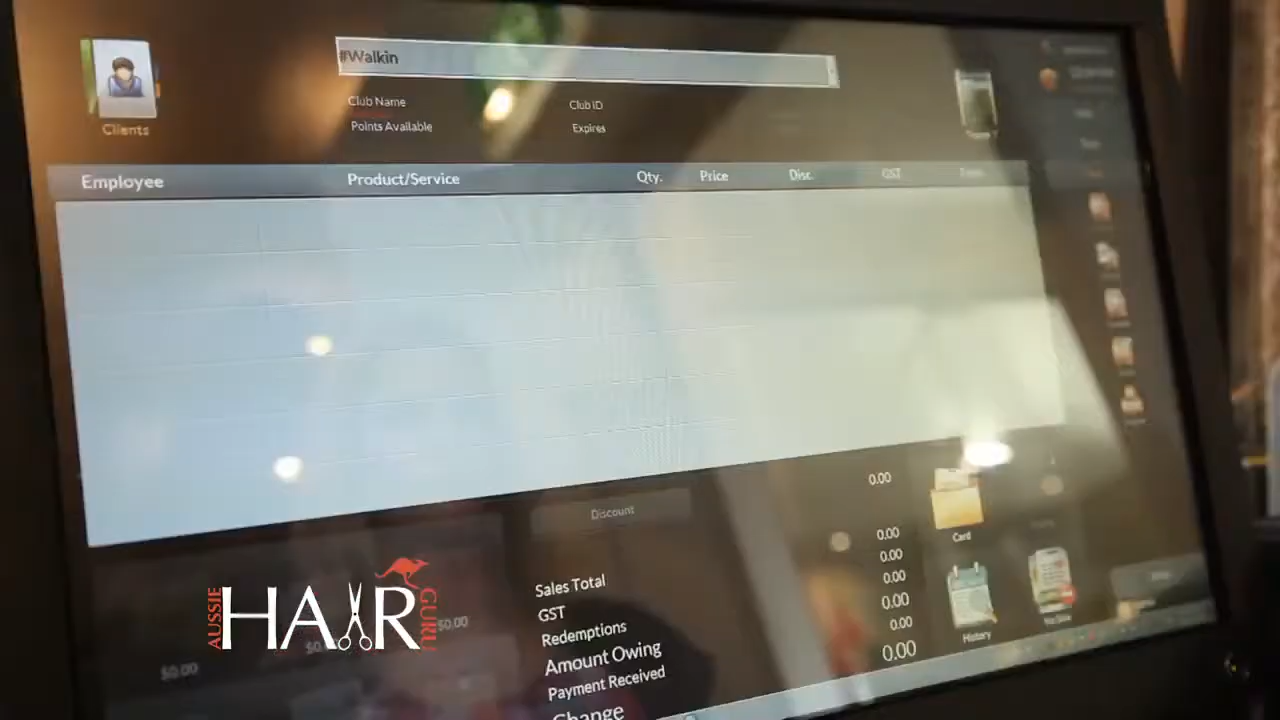 #Walkin
Clients
Club Name
Club ID
Points Available
Expires
Employee Product/Service Qty. Price Disc. GST
Discount
0.00
Sales Total 0.00
GST 0.00
Redemptions 0.00
Amount Owing 0.00
Payment Received 0.00
Change 0.00
Card
History
$0.00
$0.00
AUSSIE HAIR GURU